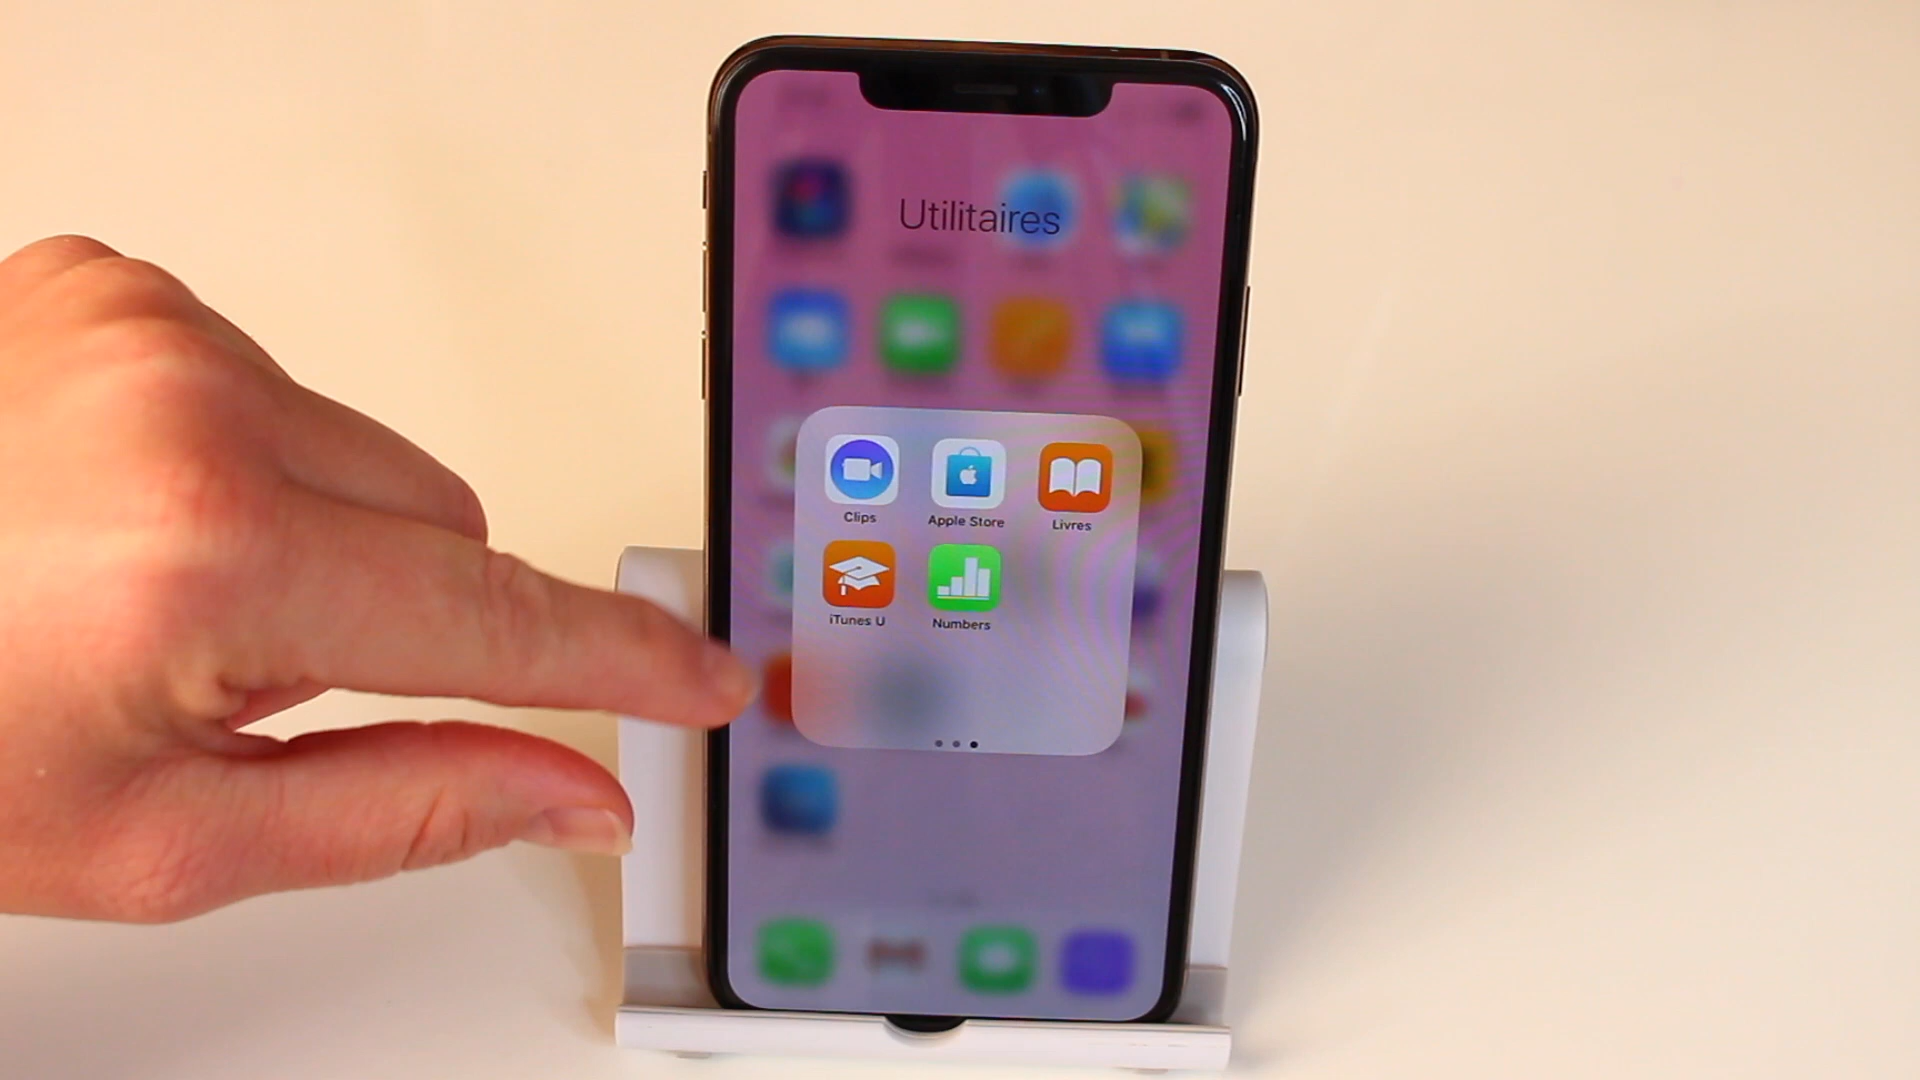 Utilitaires
Clips
Apple Store
Livres
iTunes U
Numbers